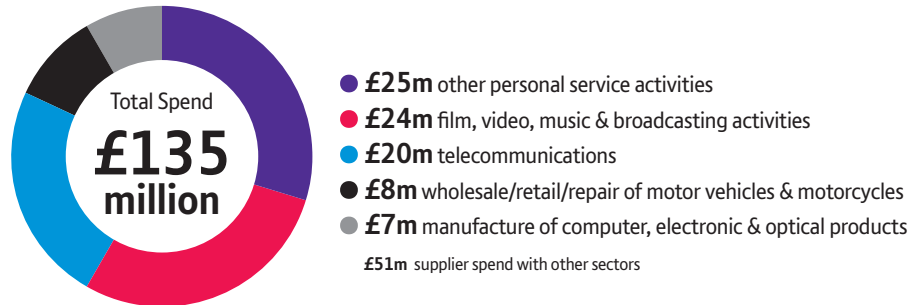 Total Spend
£135
million
£25m other personal service activities
£24m film, video, music & broadcasting activities
£20m telecommunications
£8m wholesale/retail/repair of motor vehicles & motorcycles
£7m manufacture of computer, electronic & optical products
£51m supplier spend with other sectors